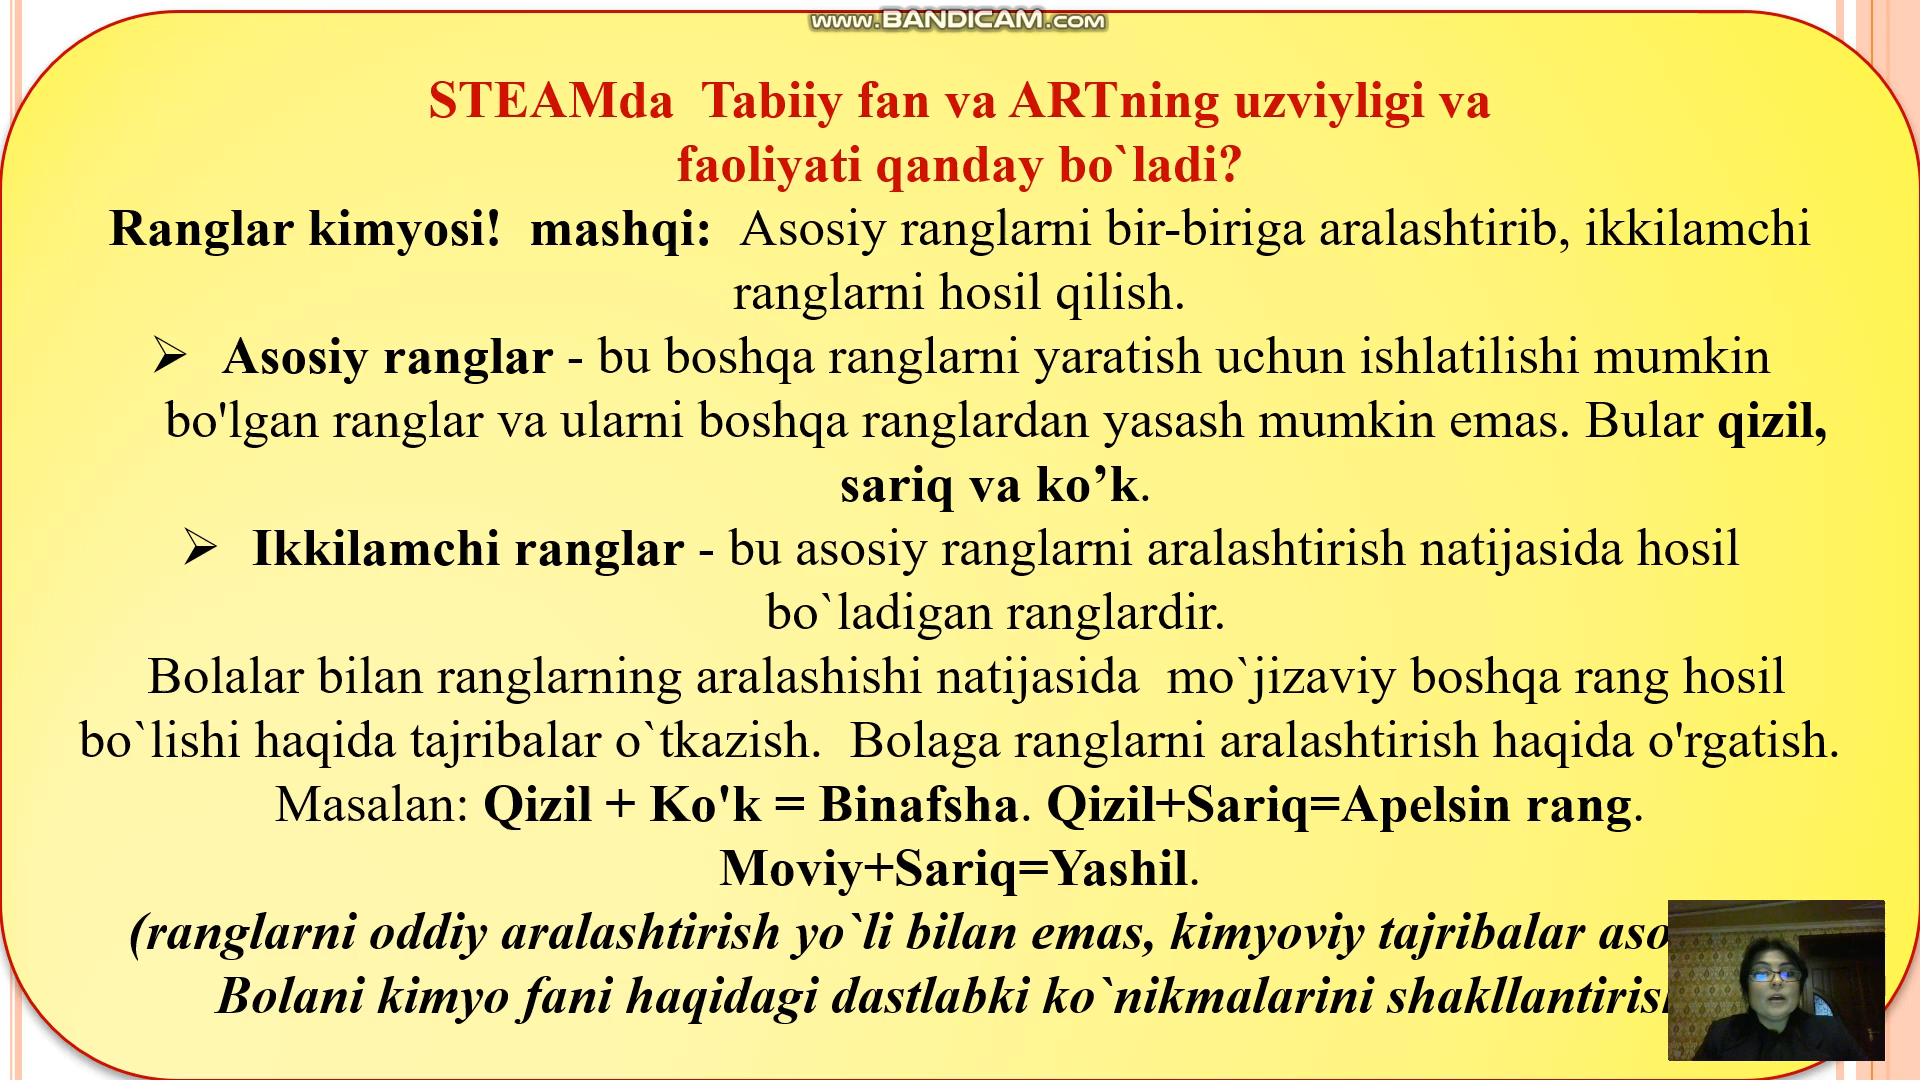 www.BANDICAM.com
STEAMda  Tabiiy fan va ARTning uzviyligi va
faoliyati qanday bo`ladi?
Ranglar kimyosi!  mashqi:  Asosiy ranglarni bir-biriga aralashtirib, ikkilamchi
ranglarni hosil qilish.
➢ Asosiy ranglar - bu boshqa ranglarni yaratish uchun ishlatilishi mumkin
bo'lgan ranglar va ularni boshqa ranglardan yasash mumkin emas. Bular qizil,
sariq va ko’k.
➢ Ikkilamchi ranglar - bu asosiy ranglarni aralashtirish natijasida hosil
bo`ladigan ranglardir.
Bolalar bilan ranglarning aralashishi natijasida  mo`jizaviy boshqa rang hosil
bo`lishi haqida tajribalar o`tkazish.  Bolaga ranglarni aralashtirish haqida o'rgatish.
Masalan: Qizil + Ko'k = Binafsha. Qizil+Sariq=Apelsin rang.
Moviy+Sariq=Yashil.
(ranglarni oddiy aralashtirish yo`li bilan emas, kimyoviy tajribalar
Bolani kimyo fani haqidagi dastlabki ko`nikmalarini